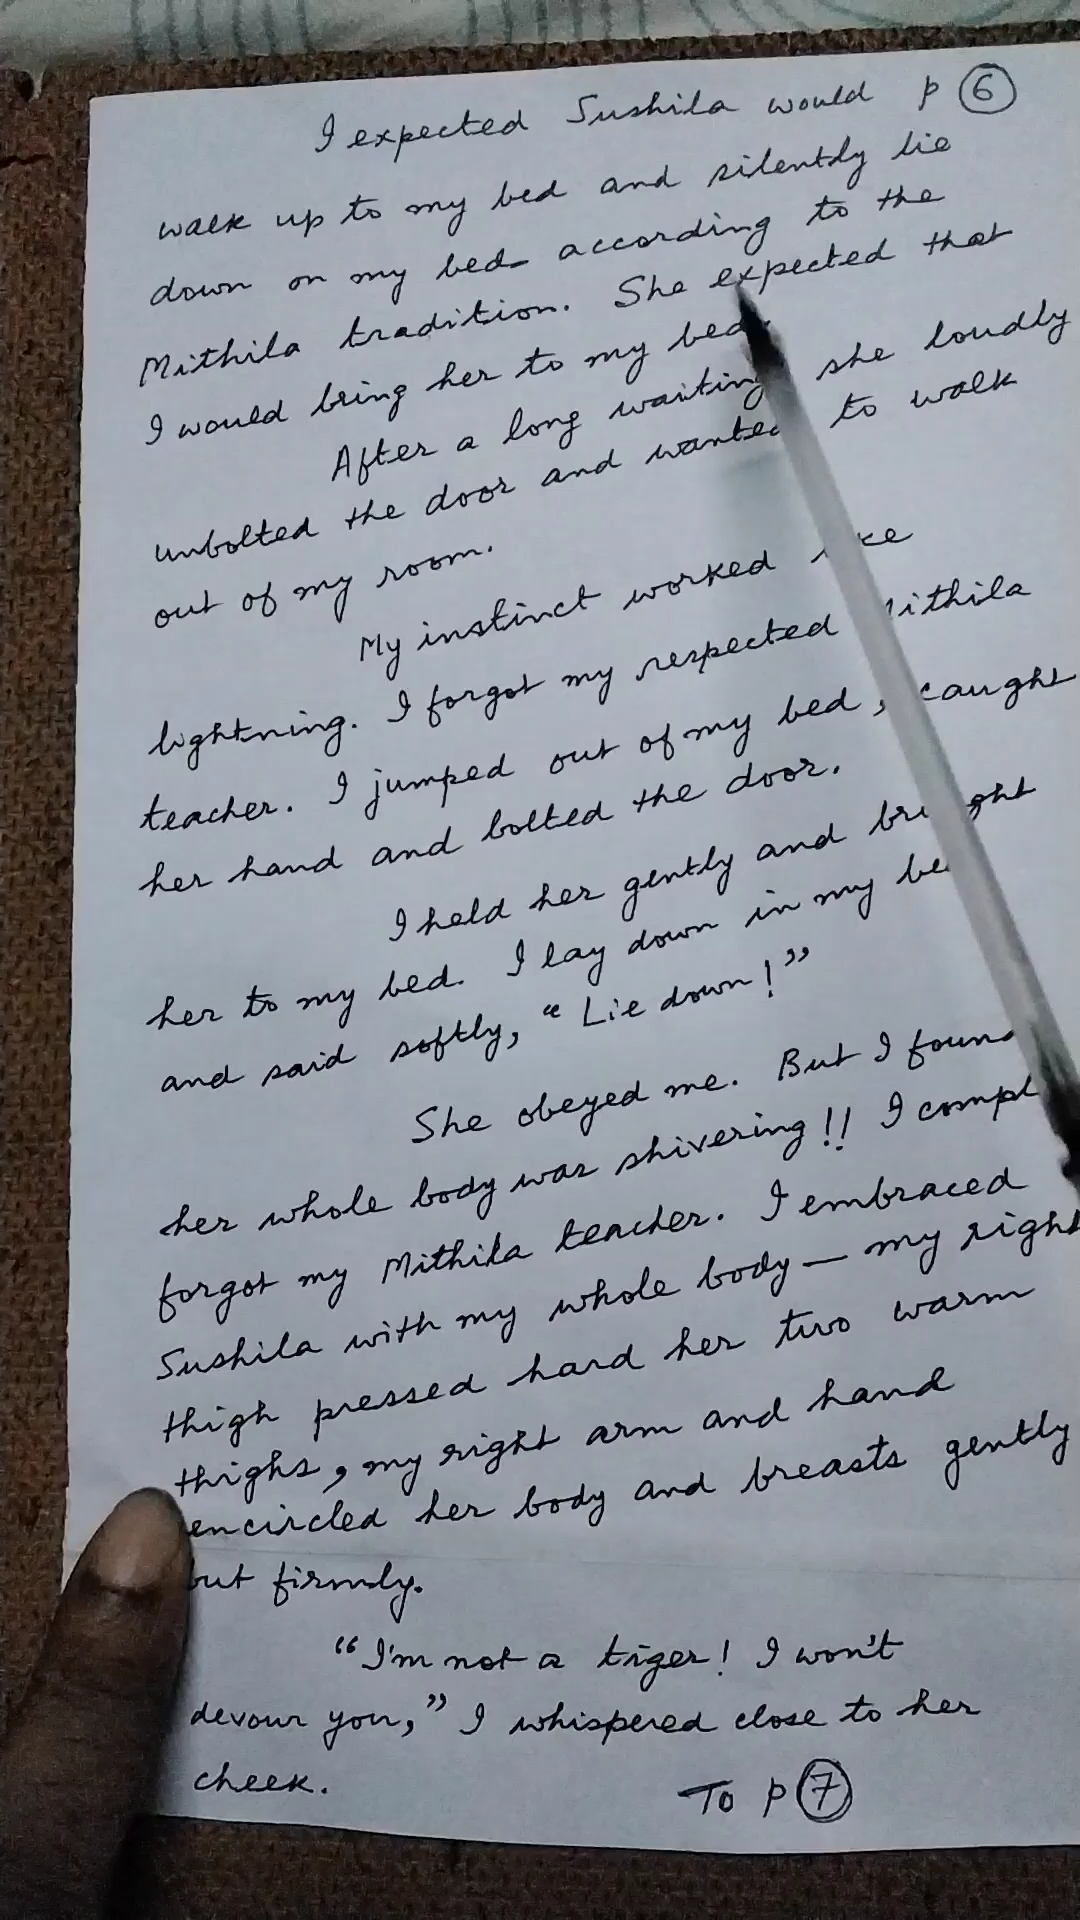 I expected Sushila would p 6
walk up to my bed and silently lie
down on my bed according to the
Mithila tradition. She expected that
I would bring her to my bed
After a long waiting she loudly
unbolted the door and wanted to walk
out of my room.
My instinct worked
lightning. I forgot my respected Mithila
teacher. I jumped out of my bed, caught
her hand and bolted the door.
I held her gently and brought
her to my bed. I lay down in my
and said softly, "Lie down!"
She obeyed me. But I found
her whole body was shivering!! I
forgot my Mithila teacher. I embraced
Sushila with my whole body — my right
thigh pressed hard her two warm
thighs, my right arm and hand
encircled her body and breasts gently
but firmly.
"I'm not a tiger! I won't
devour you," I whispered close to her
cheek.
To p 7